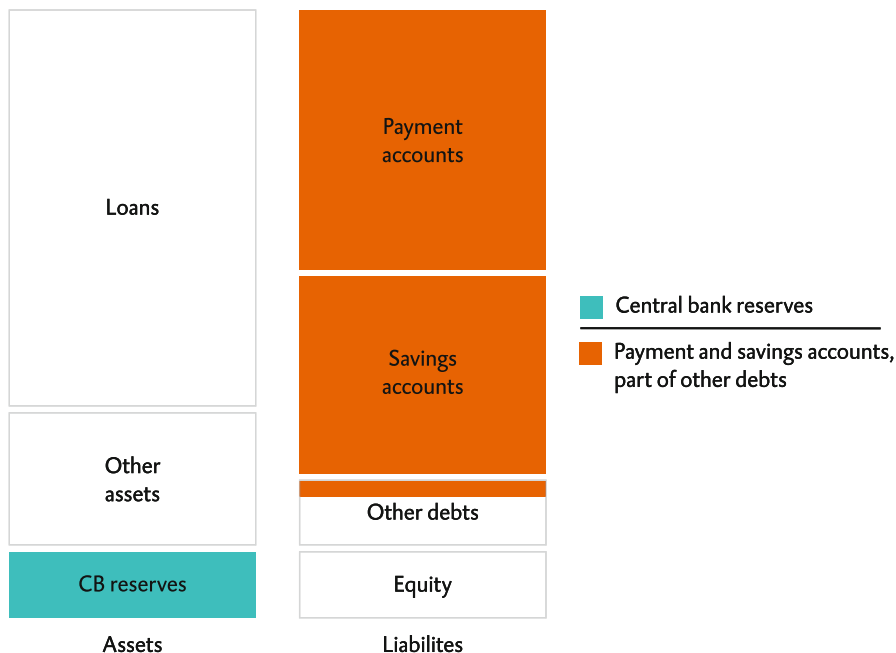 Loans
Other
assets
CB reserves
Assets
Payment
accounts
Savings
accounts
Other debts
Equity
Liabilites
Central bank reserves
Payment and savings accounts,
part of other debts